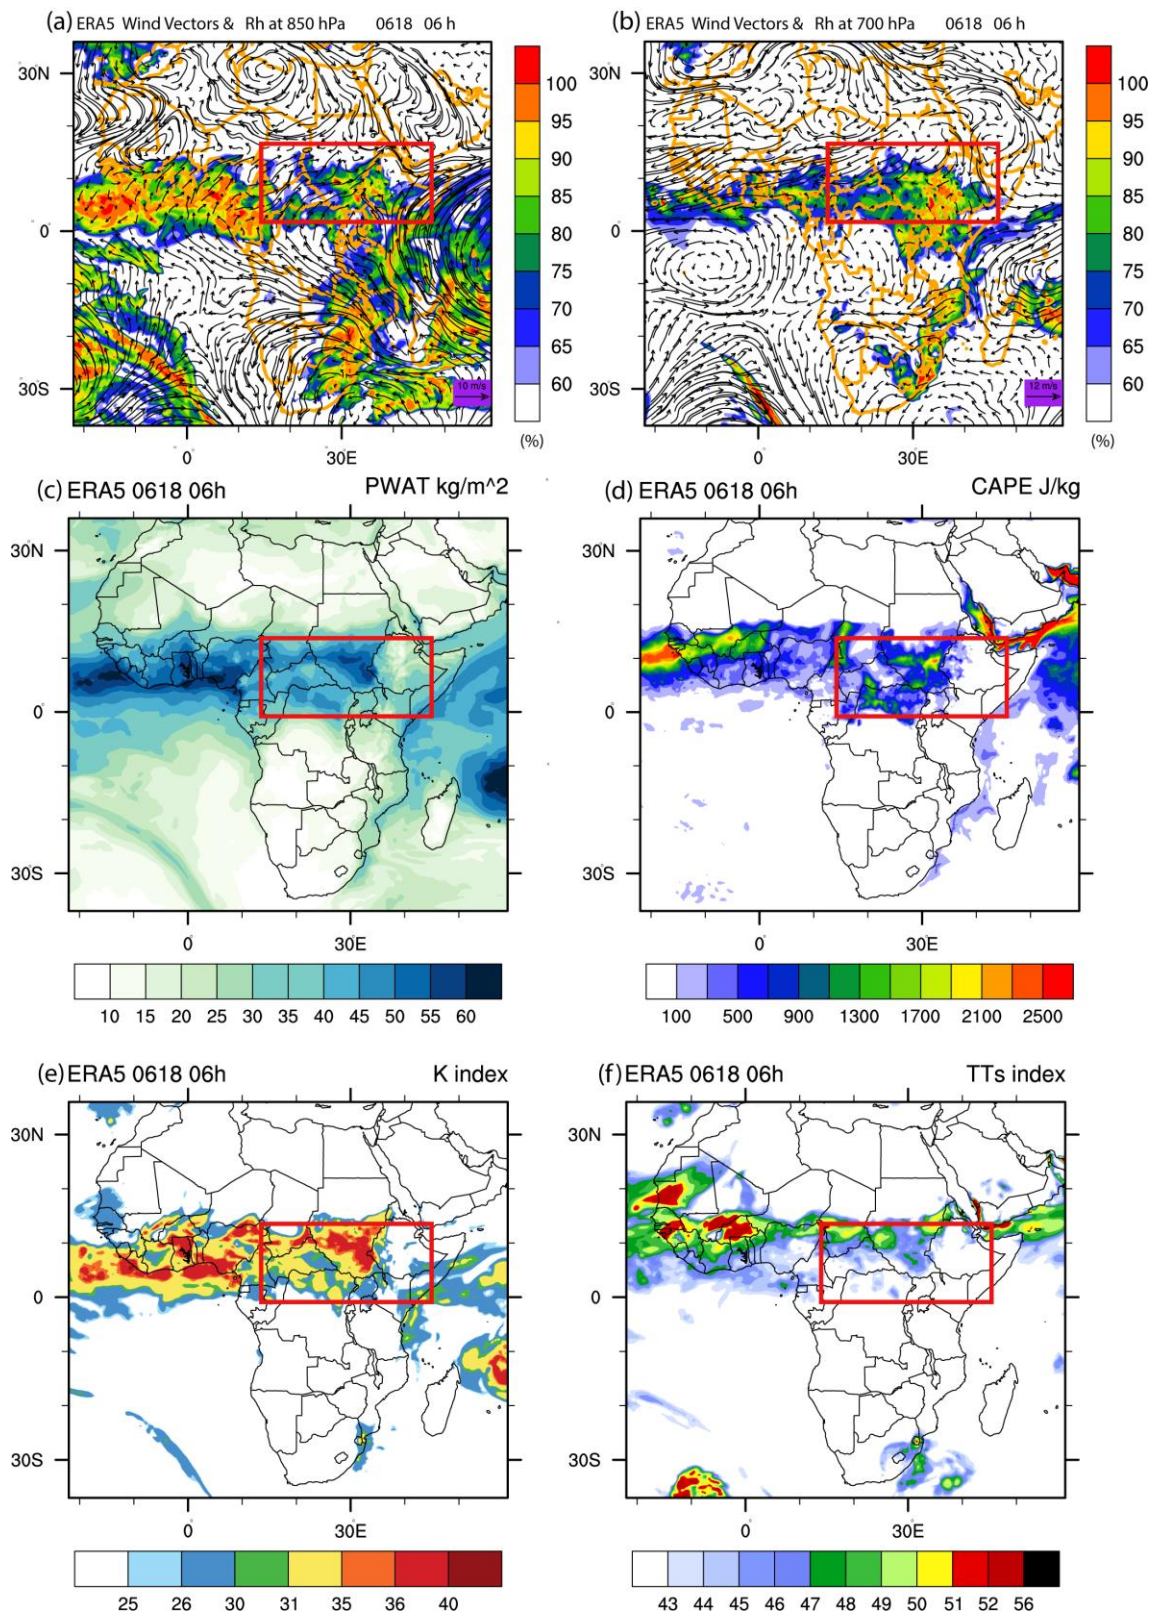 (a) ERA5 Wind Vectors & Rh at 850 hPa 0618 06 h
30N
0
30S
0
30E
10 m/s
100
95
90
85
80
75
70
65
60
(%)
(b) ERA5 Wind Vectors & Rh at 700 hPa 0618 06 h
30N
0
30S
0
30E
12 m/s
100
95
90
85
80
75
70
65
60
(%)
(c) ERA5 0618 06h PWAT kg/m^2
30N
0
30S
0 30E
10 15 20 25 30 35 40 45 50 55 60
(d) ERA5 0618 06h CAPE J/kg
30N
0
30S
0 30E
100 500 900 1300 1700 2100 2500
(e) ERA5 0618 06h K index
30N
0
30S
0 30E
25 26 30 31 35 36 40
(f) ERA5 0618 06h TTs index
30N
0
30S
0 30E
43 44 45 46 47 48 49 50 51 52 56